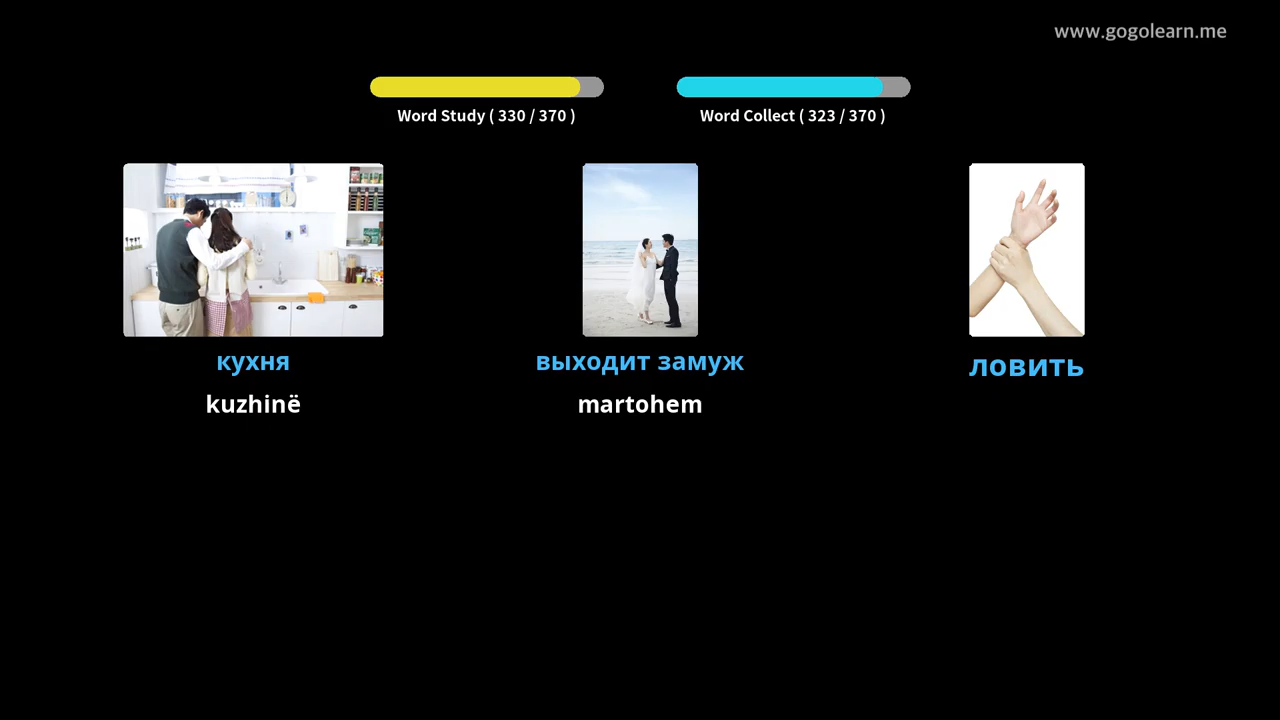 www.gogolearn.me
Word Study ( 330 / 370 )
Word Collect ( 323 / 370 )
кухня
выходит замуж
ловить
kuzhinë
martohem